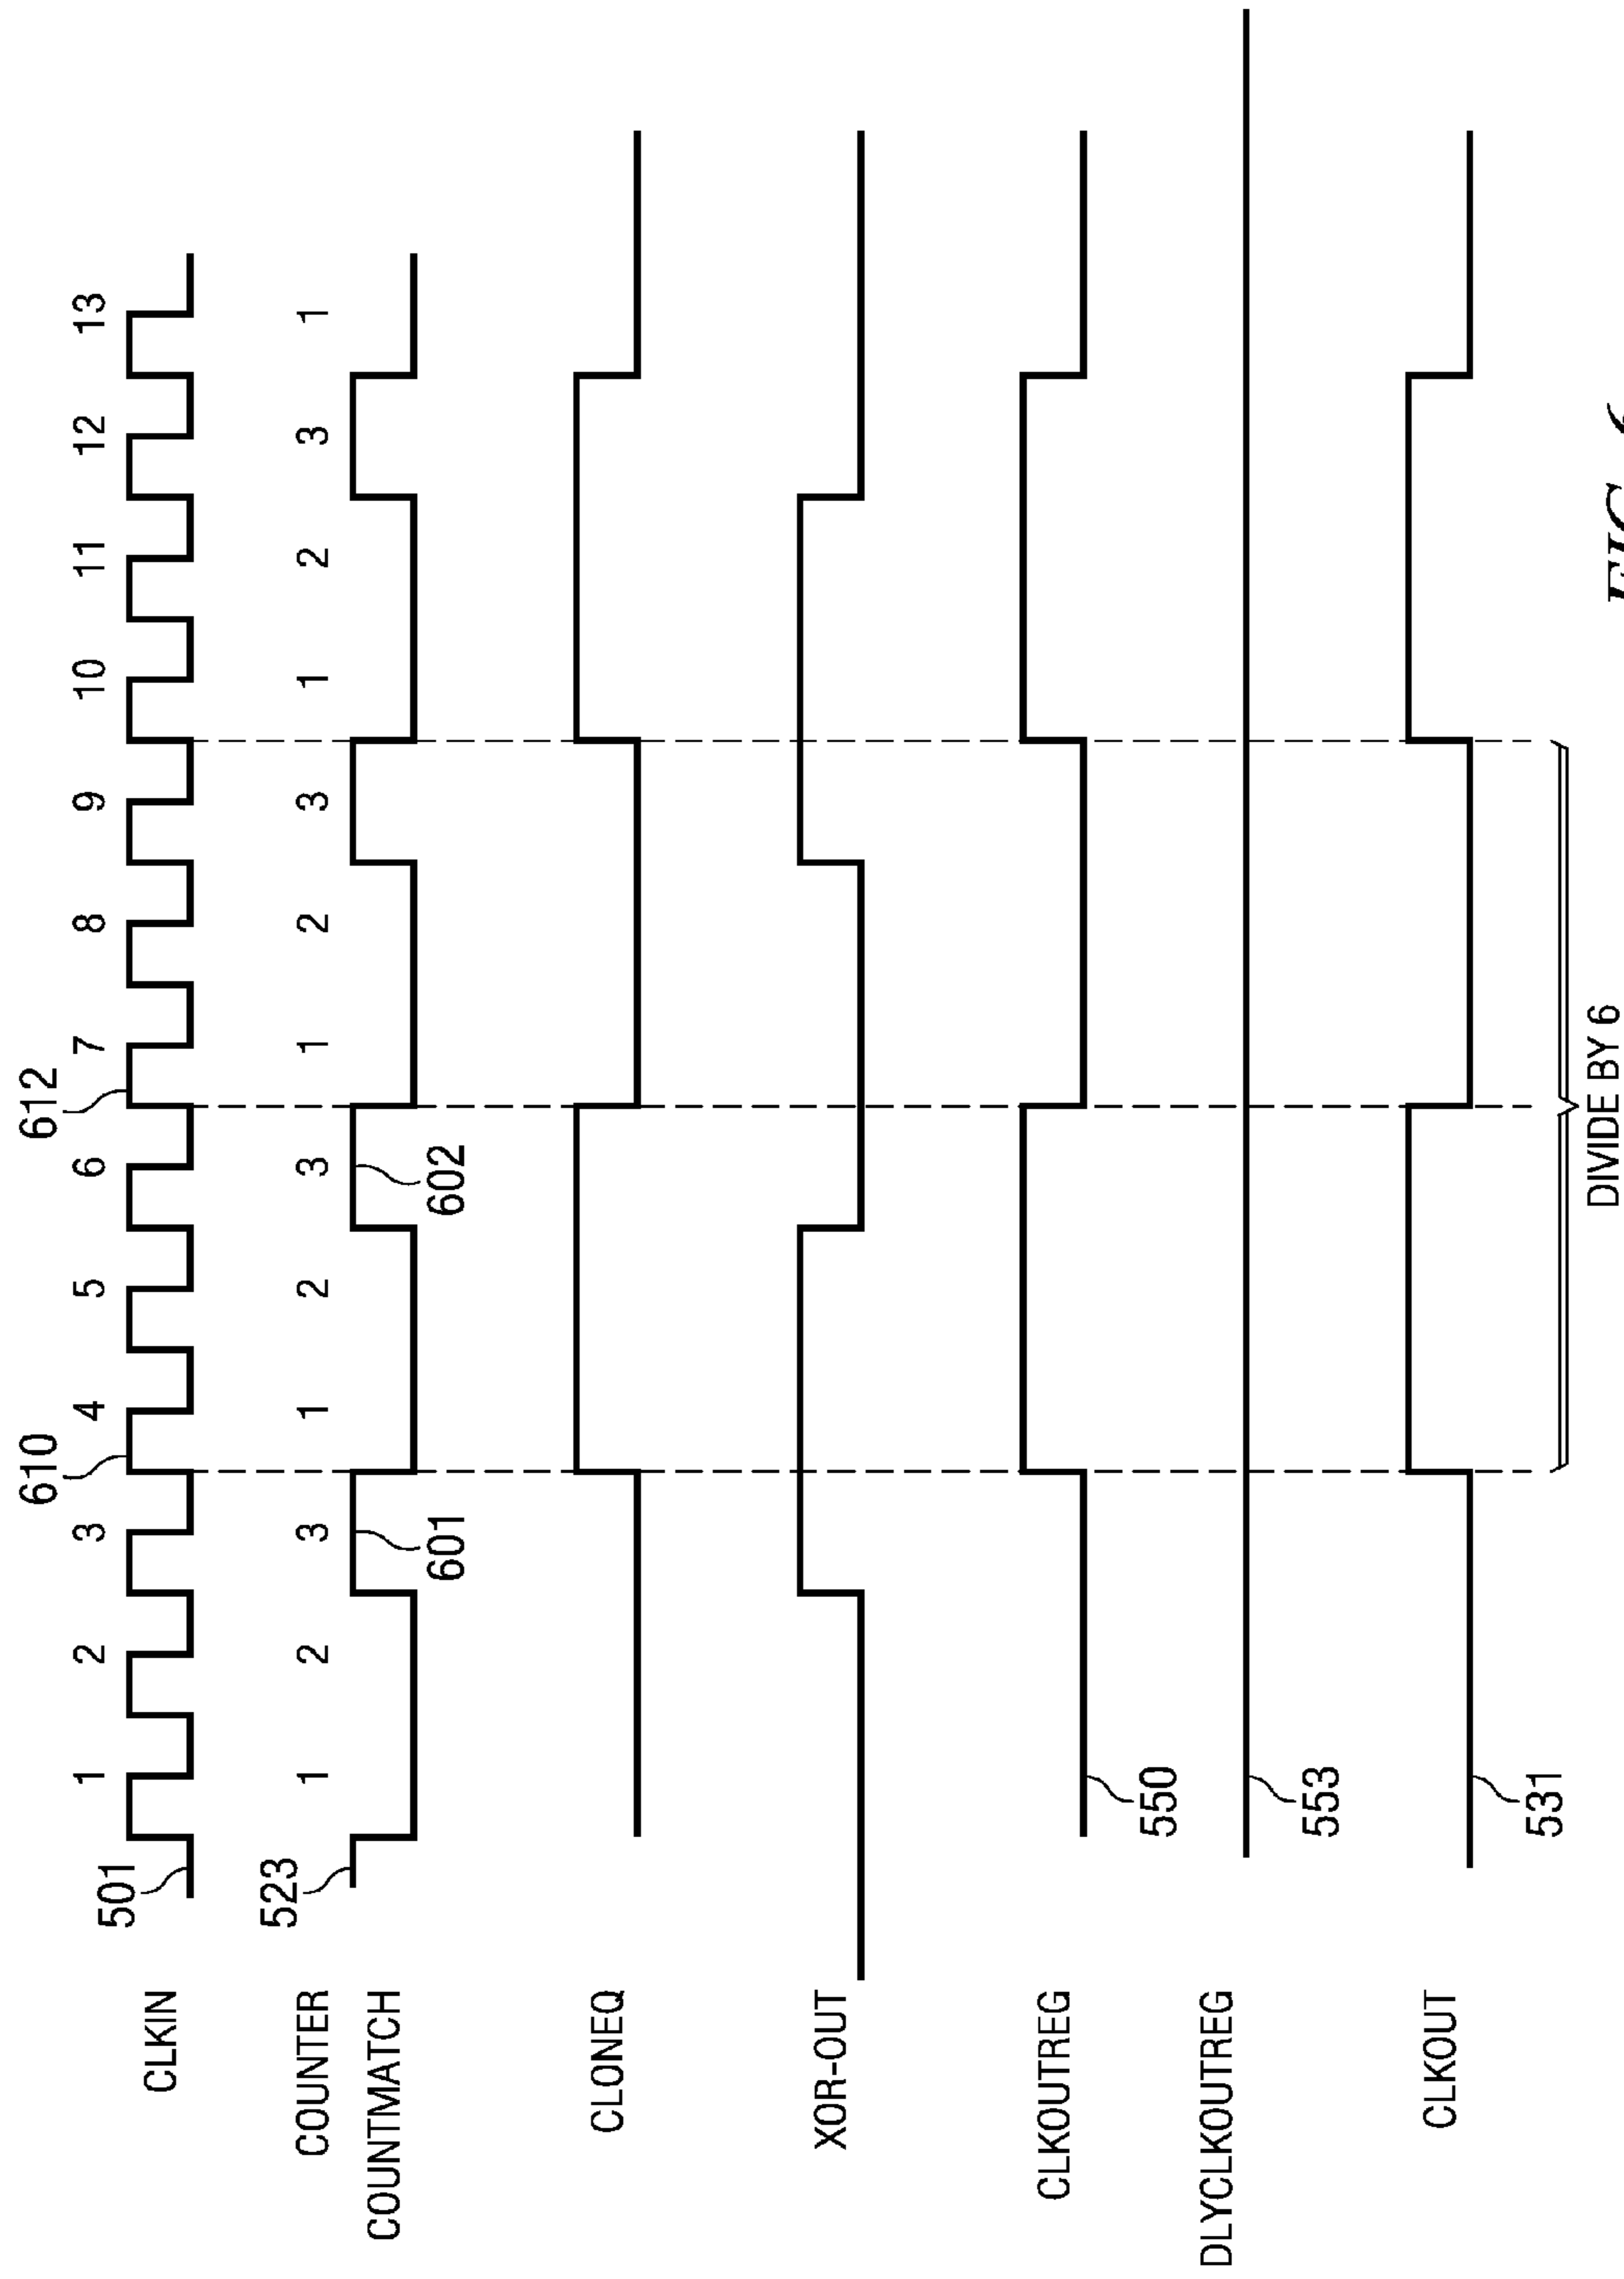 610 612
1 2 3 4 5 6 7 8 9 10 11 12 13
501
CLKIN
523
COUNTER 1 2 3 1 2 3 1 2 3 1 2 3 1
COUNTMATCH
601 602
CLONEQ
XOR-OUT
CLKOUTREG
550
DLYCLKOUTREG
553
CLKOUT
531
DIVIDE BY 6